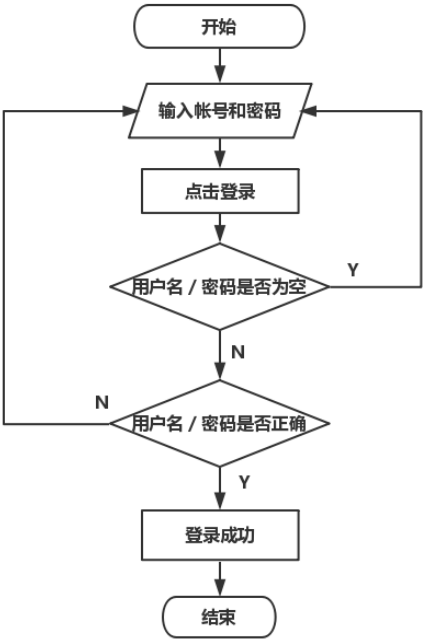 开始
输入帐号和密码
点击登录
用户名 / 密码是否为空
Y
N
用户名 / 密码是否正确
N
Y
登录成功
结束